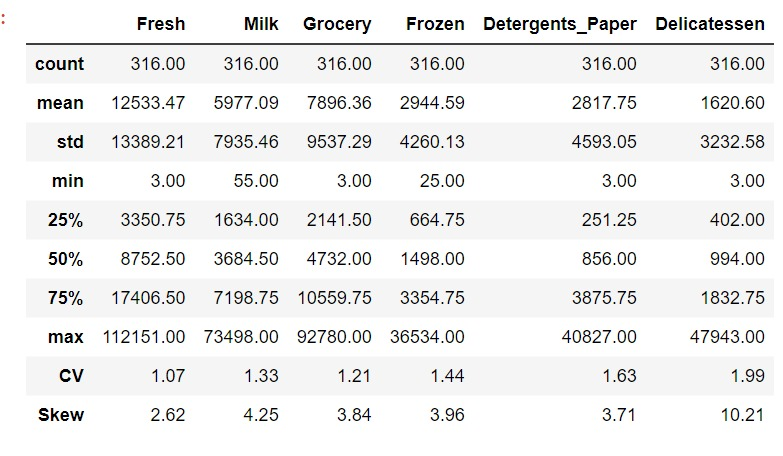 :
Fresh Milk Grocery Frozen Detergents_Paper Delicatessen
count 316.00 316.00 316.00 316.00 316.00 316.00
mean 12533.47 5977.09 7896.36 2944.59 2817.75 1620.60
std 13389.21 7935.46 9537.29 4260.13 4593.05 3232.58
min 3.00 55.00 3.00 25.00 3.00 3.00
25% 3350.75 1634.00 2141.50 664.75 251.25 402.00
50% 8752.50 3684.50 4732.00 1498.00 856.00 994.00
75% 17406.50 7198.75 10559.75 3354.75 3875.75 1832.75
max 112151.00 73498.00 92780.00 36534.00 40827.00 47943.00
CV 1.07 1.33 1.21 1.44 1.63 1.99
Skew 2.62 4.25 3.84 3.96 3.71 10.21